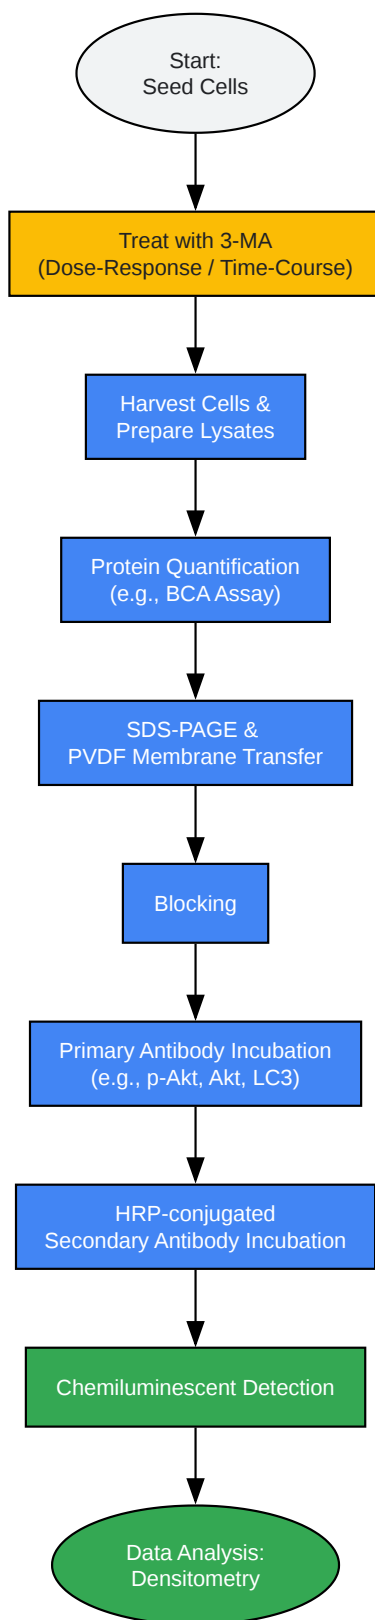 Start:
Seed Cells
Treat with 3-MA
(Dose-Response / Time-Course)
Harvest Cells &
Prepare Lysates
Protein Quantification
(e.g., BCA Assay)
SDS-PAGE &
PVDF Membrane Transfer
Blocking
Primary Antibody Incubation
(e.g., p-Akt, Akt, LC3)
HRP-conjugated
Secondary Antibody Incubation
Chemiluminescent Detection
Data Analysis:
Densitometry